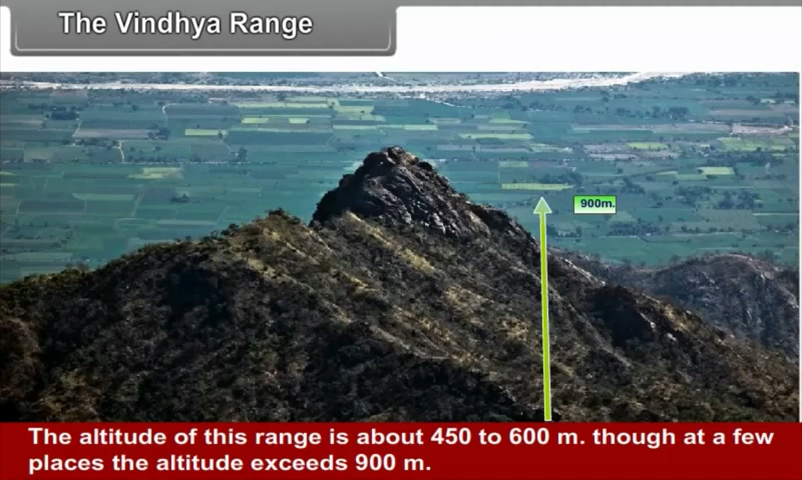 The Vindhya Range
900m.
The altitude of this range is about 450 to 600 m. though at a few
places the altitude exceeds 900 m.